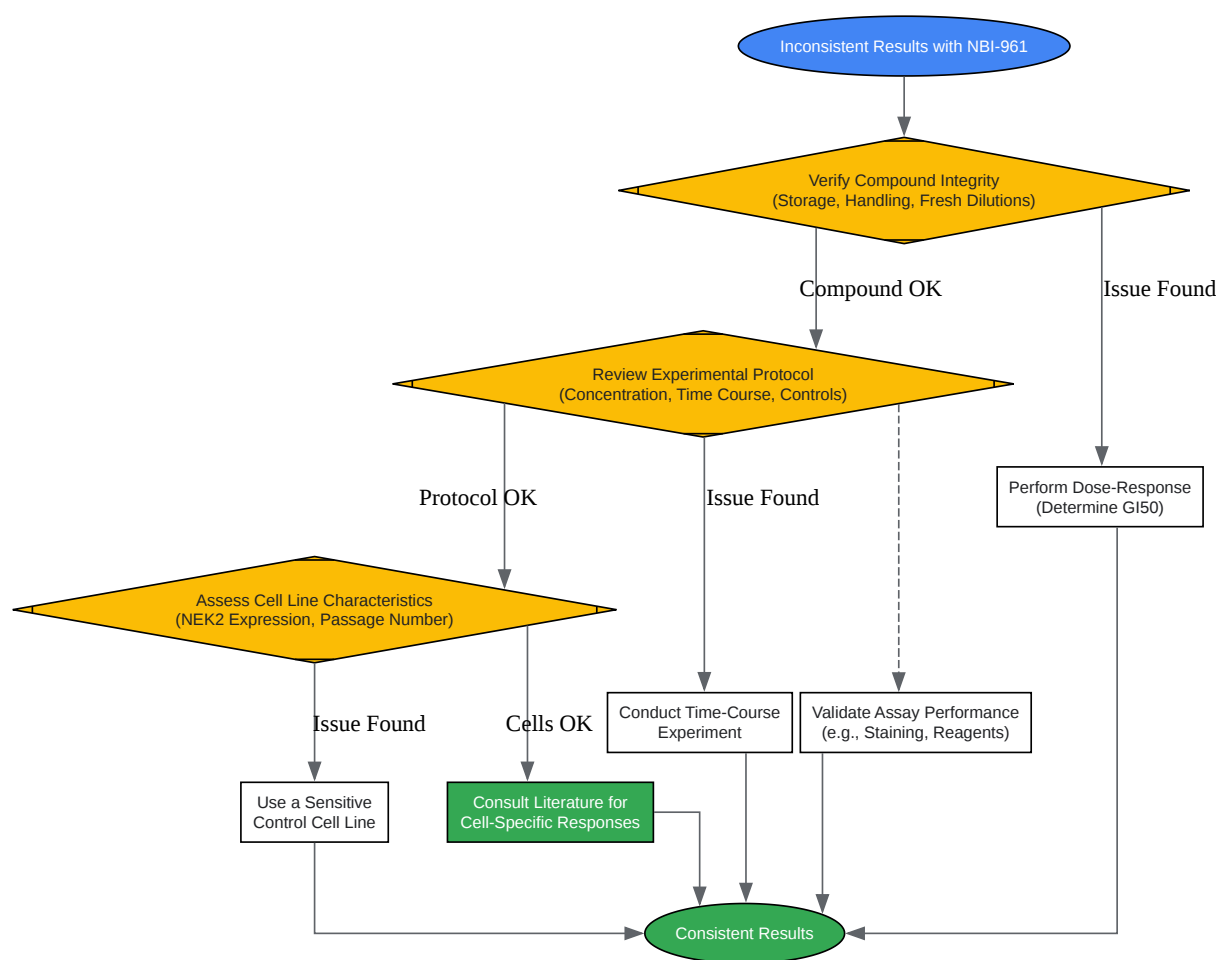 Inconsistent Results with NBI-961
Verify Compound Integrity
(Storage, Handling, Fresh Dilutions)
Compound OK
Issue Found
Review Experimental Protocol
(Concentration, Time Course, Controls)
Protocol OK
Issue Found
Perform Dose-Response
(Determine GI50)
Assess Cell Line Characteristics
(NEK2 Expression, Passage Number)
Issue Found
Cells OK
Conduct Time-Course
Experiment
Validate Assay Performance
(e.g., Staining, Reagents)
Use a Sensitive
Control Cell Line
Consult Literature for
Cell-Specific Responses
Consistent Results